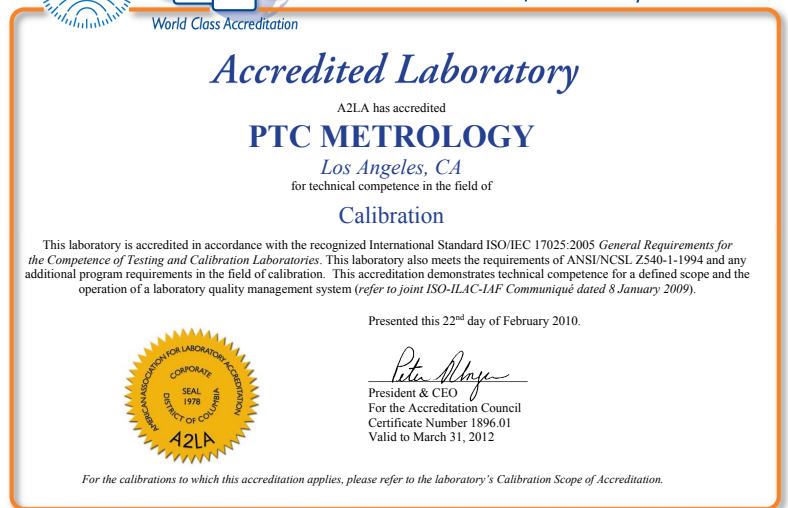 World Class Accreditation
Accredited Laboratory
A2LA has accredited
PTC METROLOGY
Los Angeles, CA
for technical competence in the field of
Calibration
This laboratory is accredited in accordance with the recognized International Standard ISO/IEC 17025:2005 General Requirements for
the Competence of Testing and Calibration Laboratories. This laboratory also meets the requirements of ANSI/NCSL Z540-1-1994 and any
additional program requirements in the field of calibration. This accreditation demonstrates technical competence for a defined scope and the
operation of a laboratory quality management system (refer to joint ISO-ILAC-IAF Communiqué dated 8 January 2009).
Presented this 22nd day of February 2010.
President & CEO
For the Accreditation Council
Certificate Number 1896.01
Valid to March 31, 2012
AMERICAN ASSOCIATION FOR LABORATORY ACCREDITATION
CORPORATE
SEAL
1978
DISTRICT OF COLUMBIA
A2LA
For the calibrations to which this accreditation applies, please refer to the laboratory's Calibration Scope of Accreditation.